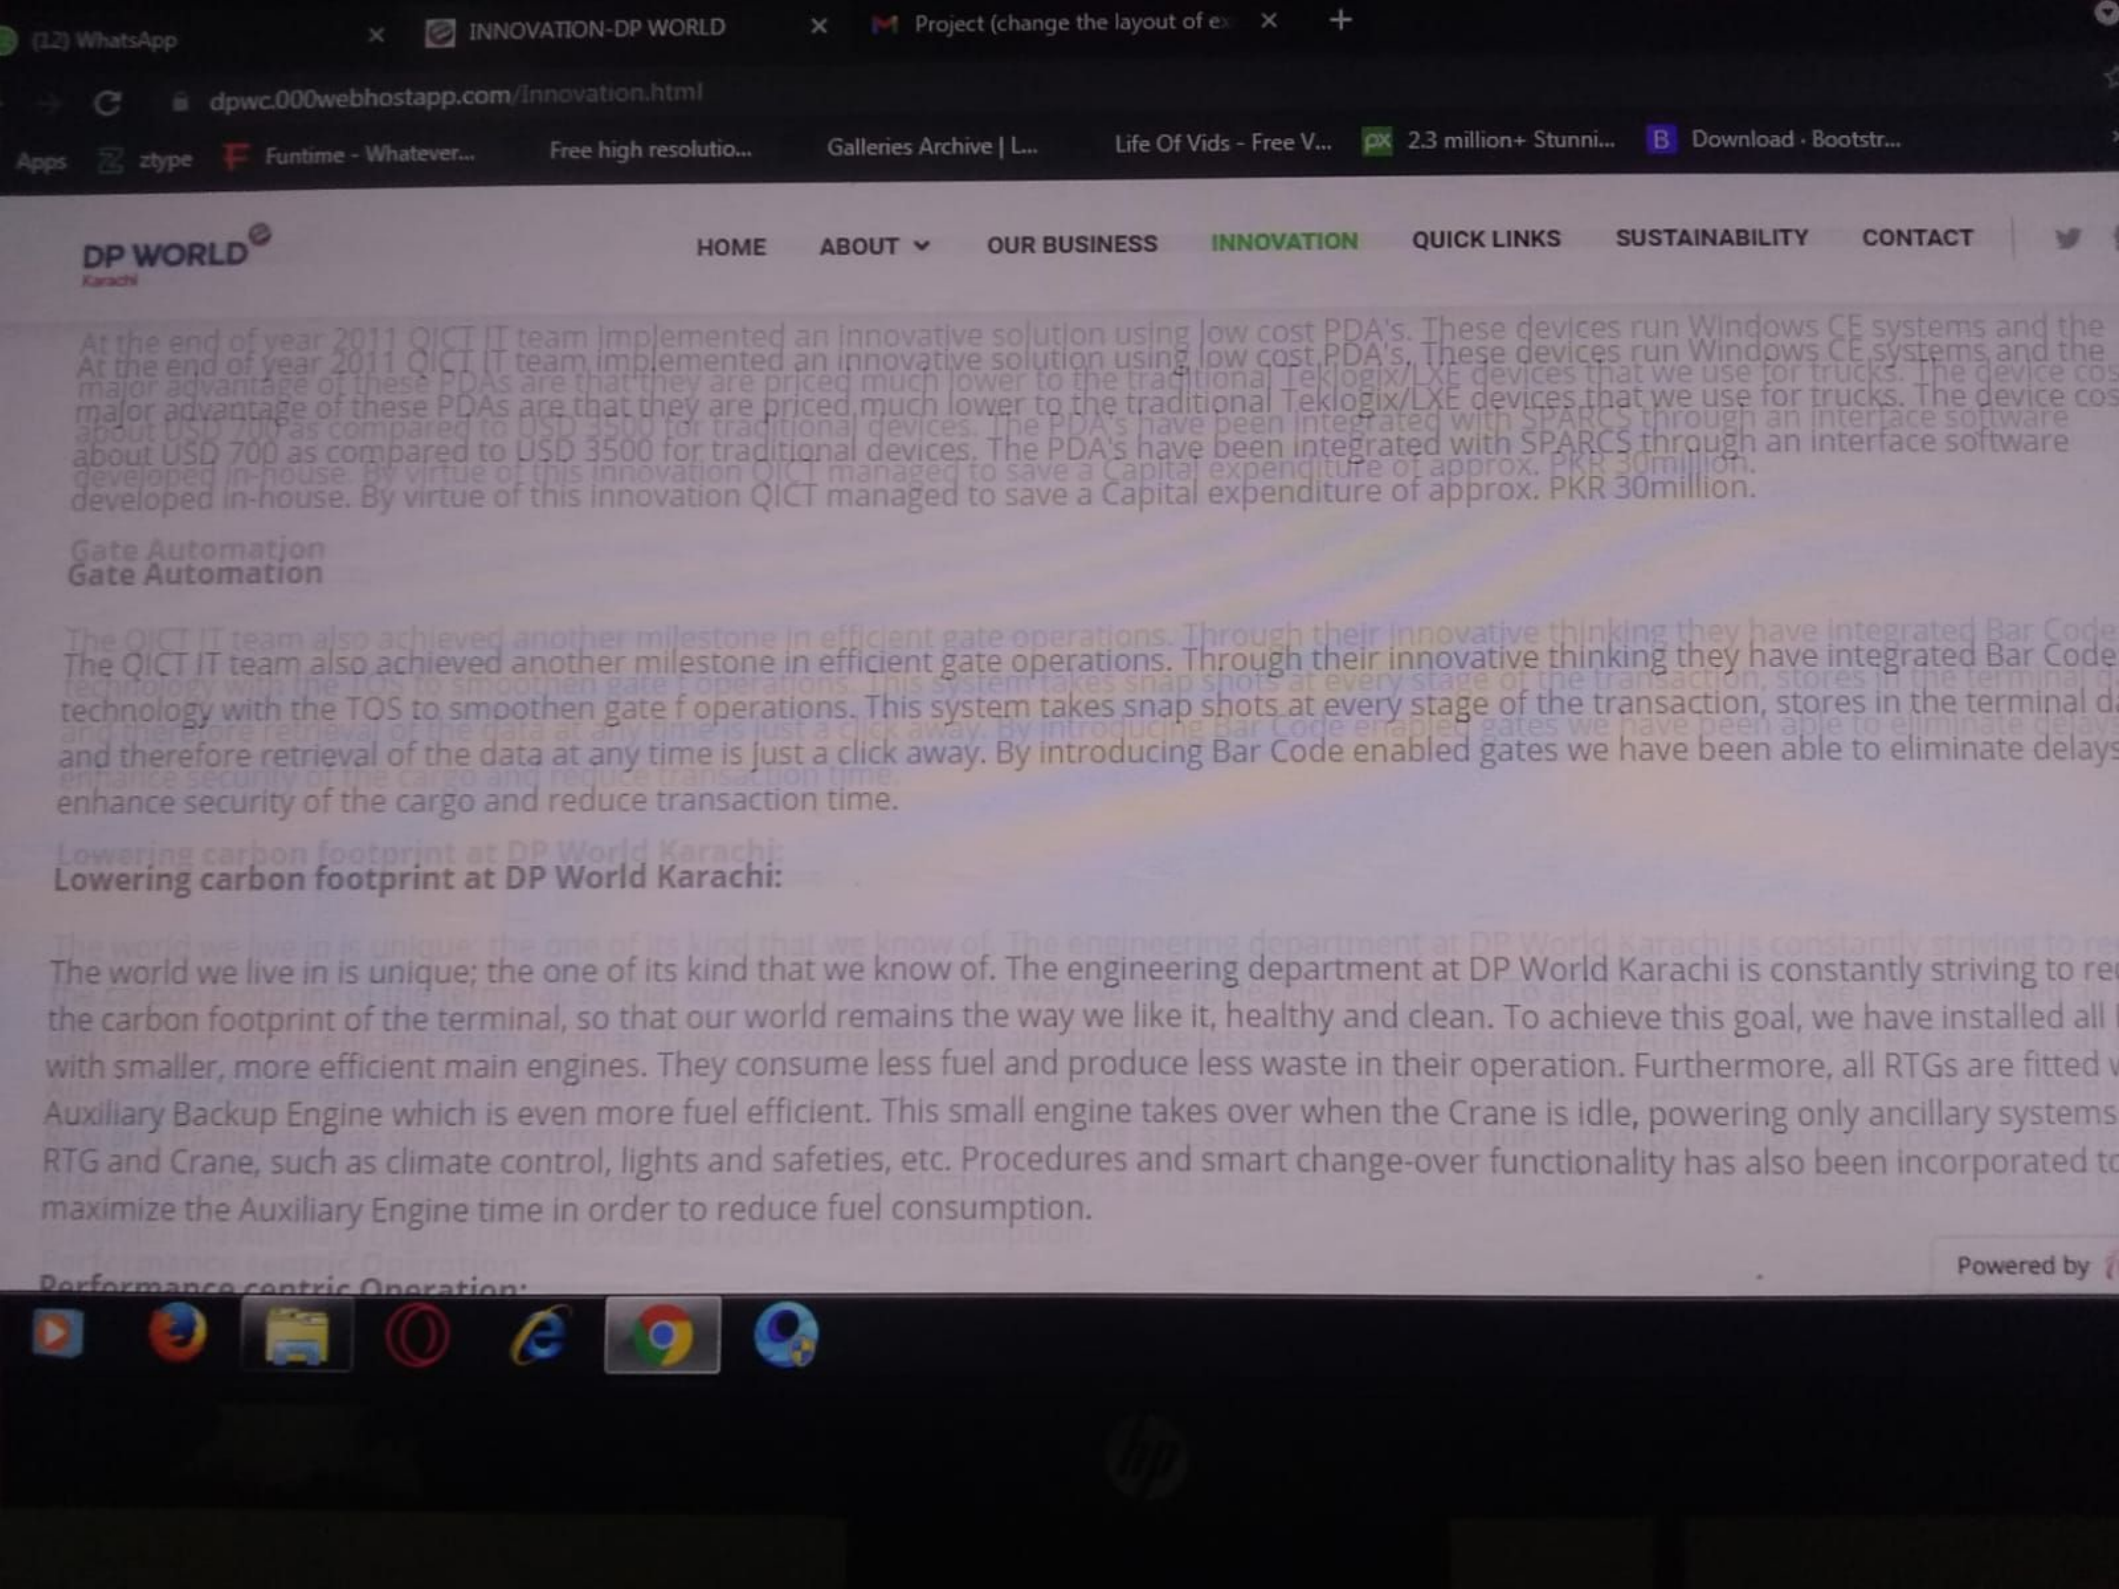 (12) WhatsApp
INNOVATION-DP WORLD
Project (change the layout of ex
dpwc.000webhostapp.com/Innovation.html
Apps
ztype
Funtime - Whatever...
Free high resolutio...
Galleries Archive | L...
Life Of Vids - Free V...
px
2.3 million+ Stunni...
B
Download · Bootstr...
DP WORLD
Karachi
HOME
ABOUT
OUR BUSINESS
INNOVATION
QUICK LINKS
SUSTAINABILITY
CONTACT
At the end of year 2011 QICT IT team implemented an innovative solution using low cost PDA's. These devices run Windows CE systems and the
major advantage of these PDAs are that they are priced much lower to the traditional Teklogix/LXE devices that we use for trucks. The device cos
about USD 700 as compared to USD 3500 for traditional devices. The PDA's have been integrated with SPARCS through an interface software
developed in-house. By virtue of this innovation QICT managed to save a Capital expenditure of approx. PKR 30million.
Gate Automation
The QICT IT team also achieved another milestone in efficient gate operations. Through their innovative thinking they have integrated Bar Code
technology with the TOS to smoothen gate f operations. This system takes snap shots at every stage of the transaction, stores in the terminal d
and therefore retrieval of the data at any time is just a click away. By introducing Bar Code enabled gates we have been able to eliminate delays
enhance security of the cargo and reduce transaction time.
Lowering carbon footprint at DP World Karachi:
The world we live in is unique; the one of its kind that we know of. The engineering department at DP World Karachi is constantly striving to re
the carbon footprint of the terminal, so that our world remains the way we like it, healthy and clean. To achieve this goal, we have installed all
with smaller, more efficient main engines. They consume less fuel and produce less waste in their operation. Furthermore, all RTGs are fitted w
Auxiliary Backup Engine which is even more fuel efficient. This small engine takes over when the Crane is idle, powering only ancillary systems
RTG and Crane, such as climate control, lights and safeties, etc. Procedures and smart change-over functionality has also been incorporated to
maximize the Auxiliary Engine time in order to reduce fuel consumption.
Performance centric Operation:
Powered by
hp